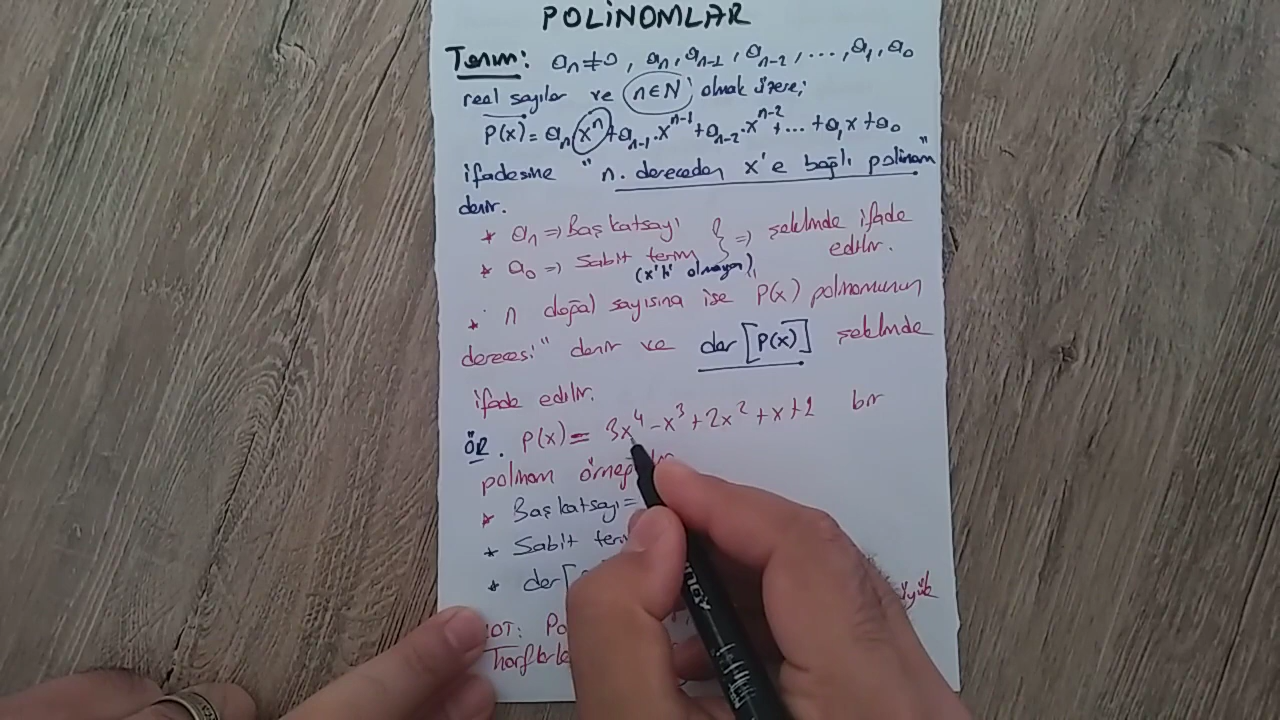 POLİNOMLAR
Tanım: aₙ≠0, aₙ, aₙ₋₁, aₙ₋₂, ..., a₁, a₀
real sayılar ve n∈N olmak üzere;
P(x)= aₙxⁿ+aₙ₋₁.xⁿ⁻¹+aₙ₋₂.xⁿ⁻²+...+a₁x+a₀
ifadesine "n. dereceden x'e bağlı polinom"
denir.
* aₙ => Baş katsayı
* a₀ => Sabit terim } => şeklinde ifade edilir.
(x'li olmayan)
* n doğal sayısına ise P(x) polinomunun
derecesi" denir ve der[P(x)] şeklinde
ifade edilir.
ÖR. P(x)= 3x⁴-x³+2x²+x+2 bir
polinom
* Baş katsayı=
* Sabit
* der[